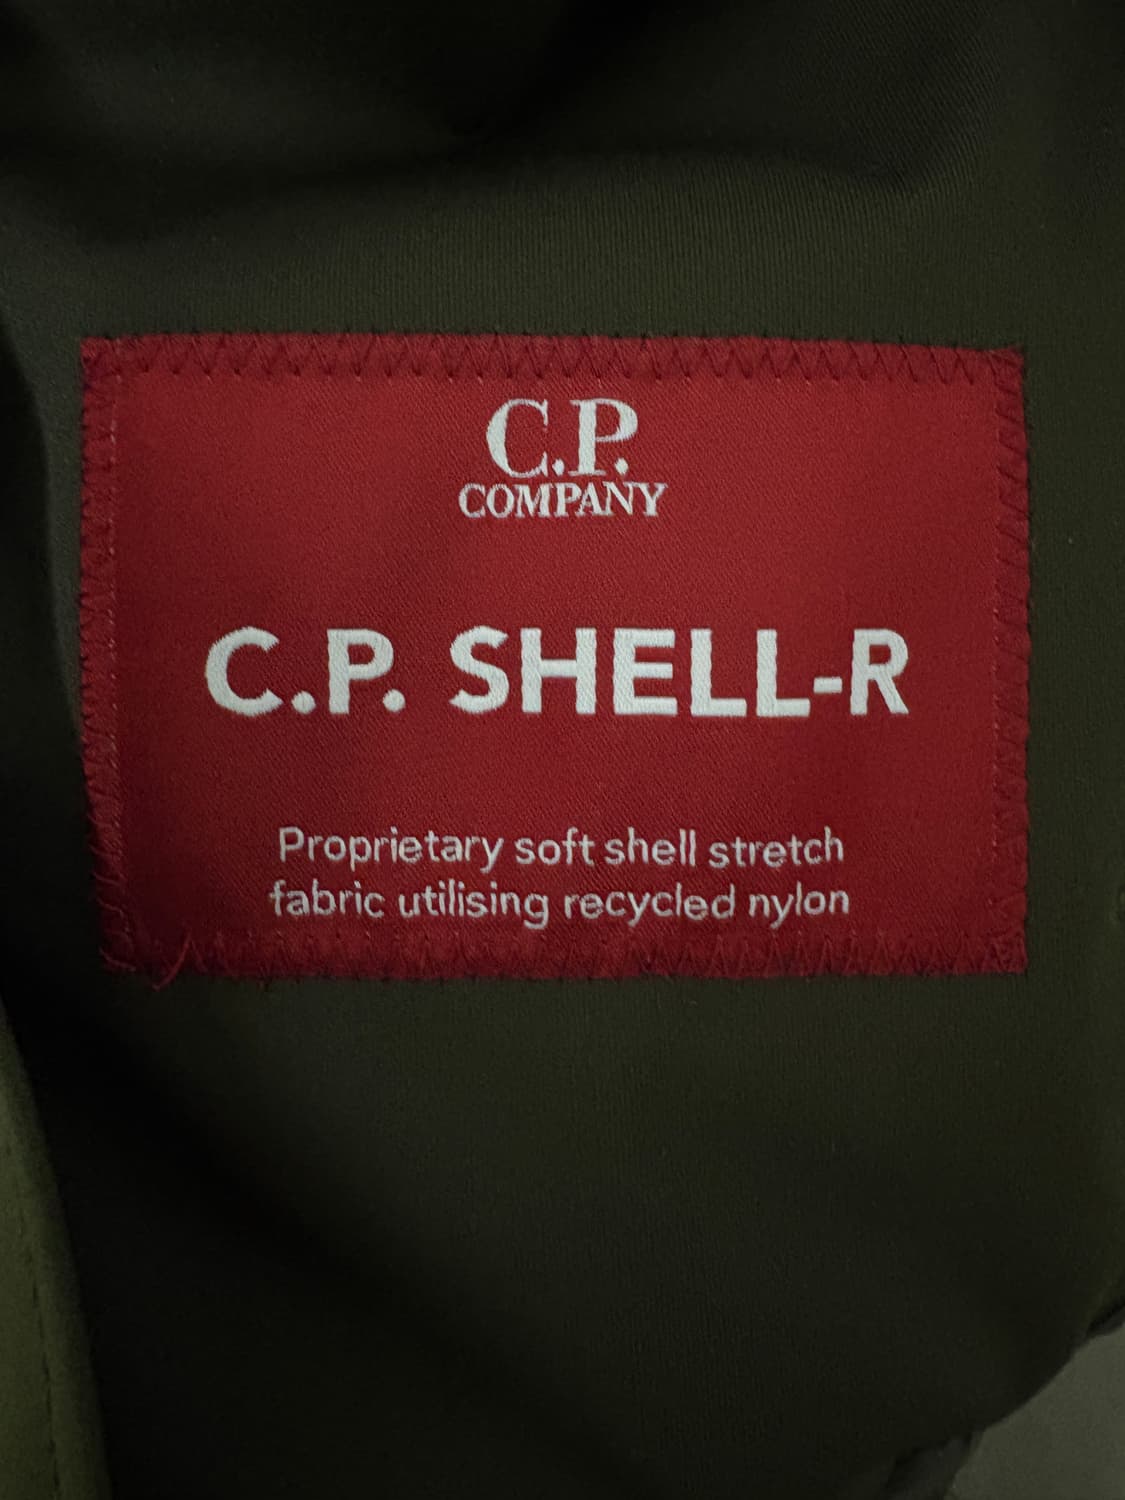 C.P.
COMPANY
C.P. SHELL-R
Proprietary soft shell stretch
fabric utilising recycled nylon